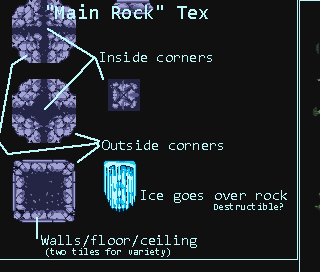 "Main Rock" Tex
Inside corners
Outside corners
Ice goes over rock
Destructible?
Walls/floor/ceiling
(two tiles for variety)